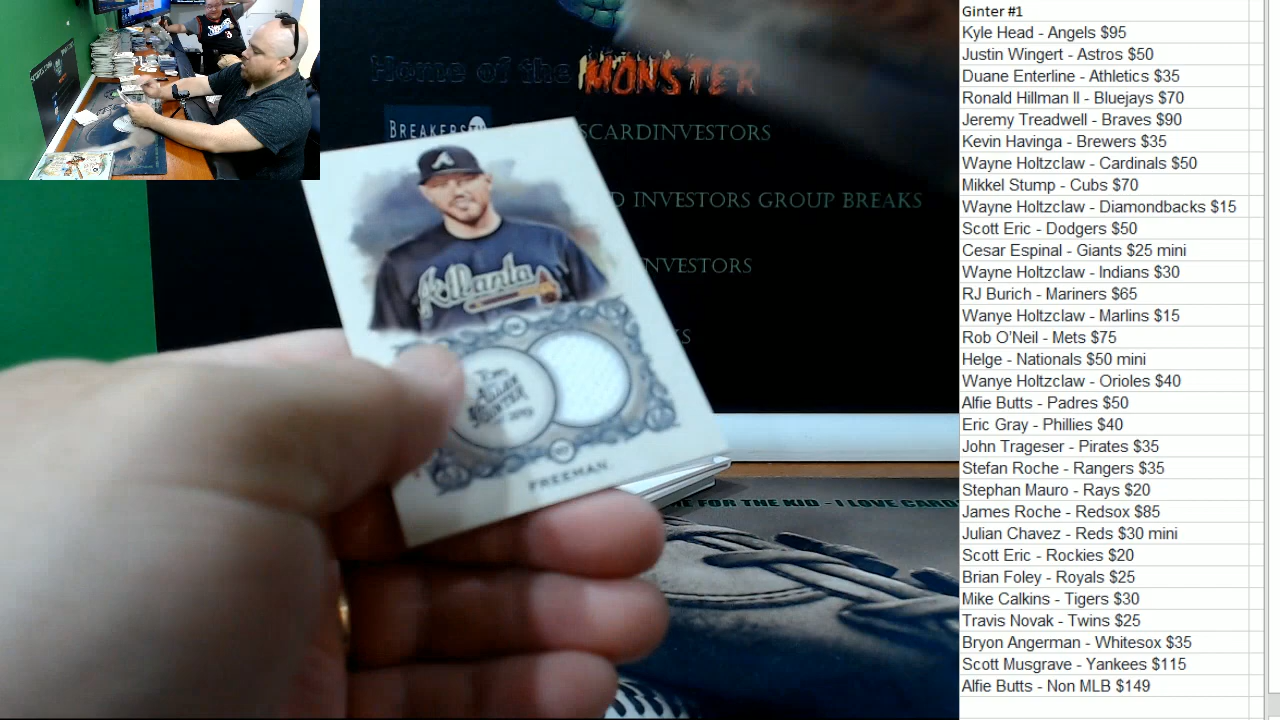 Home of the MONSTER
BREAKERS
SCARDINVESTORS
D INVESTORS GROUP BREAKS
NVESTORS
KS
A
Atlanta
ALLEN
FREEMAN
E FOR THE KID - I LOVE CARD
Ginter #1
Kyle Head - Angels $95
Justin Wingert - Astros $50
Duane Enterline - Athletics $35
Ronald Hillman ll - Bluejays $70
Jeremy Treadwell - Braves $90
Kevin Havinga - Brewers $35
Wayne Holtzclaw - Cardinals $50
Mikkel Stump - Cubs $70
Wayne Holtzclaw - Diamondbacks $15
Scott Eric - Dodgers $50
Cesar Espinal - Giants $25 mini
Wayne Holtzclaw - Indians $30
RJ Burich - Mariners $65
Wanye Holtzclaw - Marlins $15
Rob O'Neil - Mets $75
Helge - Nationals $50 mini
Wanye Holtzclaw - Orioles $40
Alfie Butts - Padres $50
Eric Gray - Phillies $40
John Trageser - Pirates $35
Stefan Roche - Rangers $35
Stephan Mauro - Rays $20
James Roche - Redsox $85
Julian Chavez - Reds $30 mini
Scott Eric - Rockies $20
Brian Foley - Royals $25
Mike Calkins - Tigers $30
Travis Novak - Twins $25
Bryon Angerman - Whitesox $35
Scott Musgrave - Yankees $115
Alfie Butts - Non MLB $149